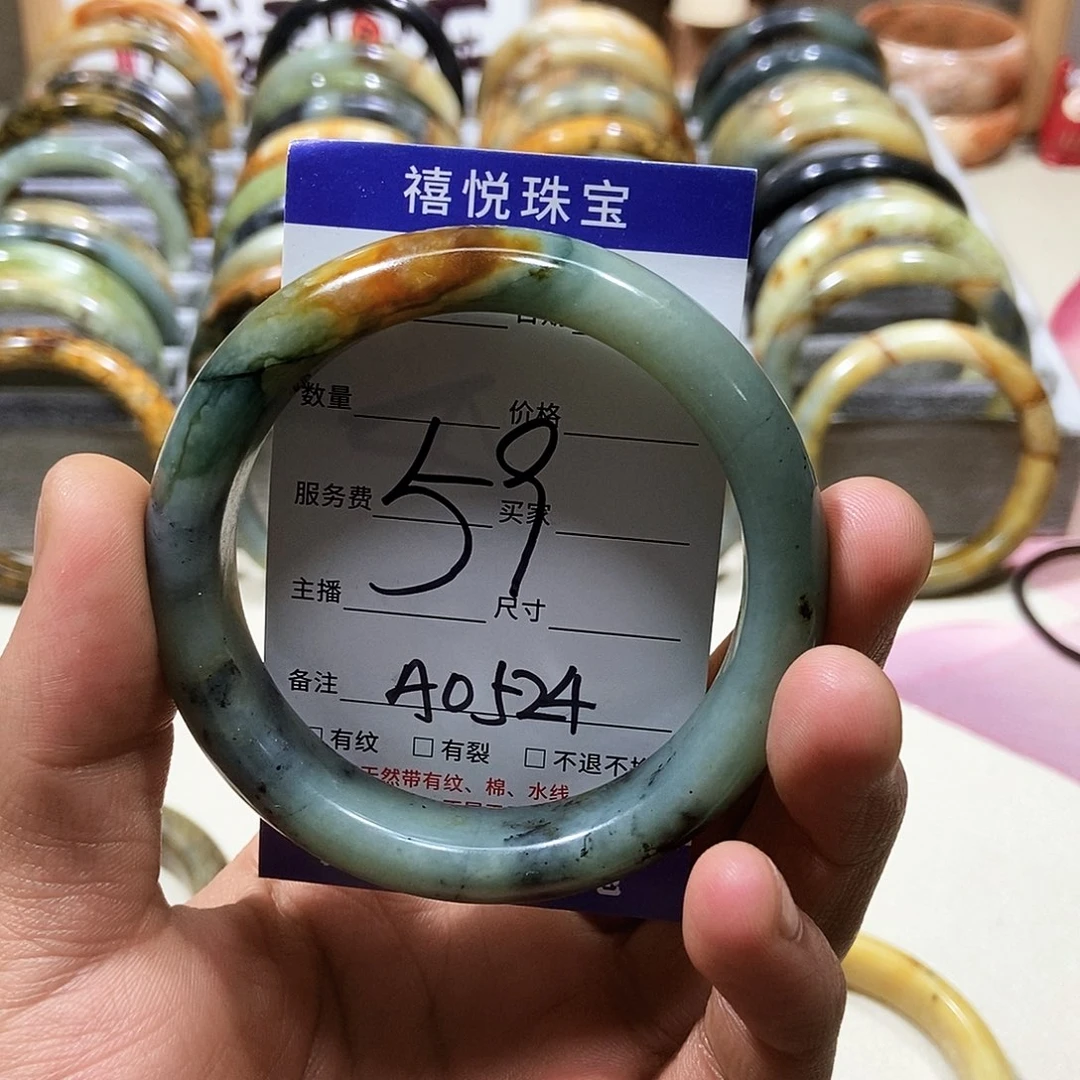 禧悦珠宝
数量 价格
59
服务费 买家
主播 尺寸
备注 A0524
□有纹 □有裂 □不退不
天然带有纹、棉、水线